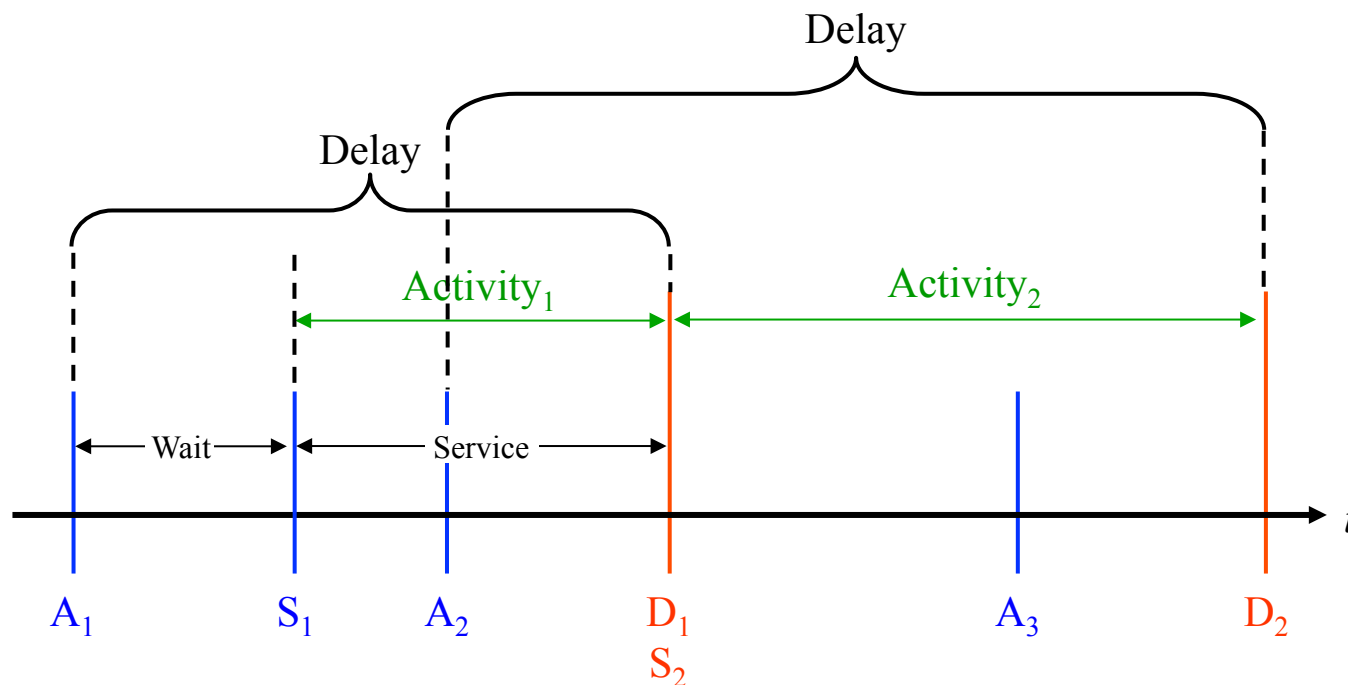 Delay
Delay
Activity₁
Activity₂
Wait
Service
t
A₁
S₁
A₂
D₁
A₃
D₂
S₂